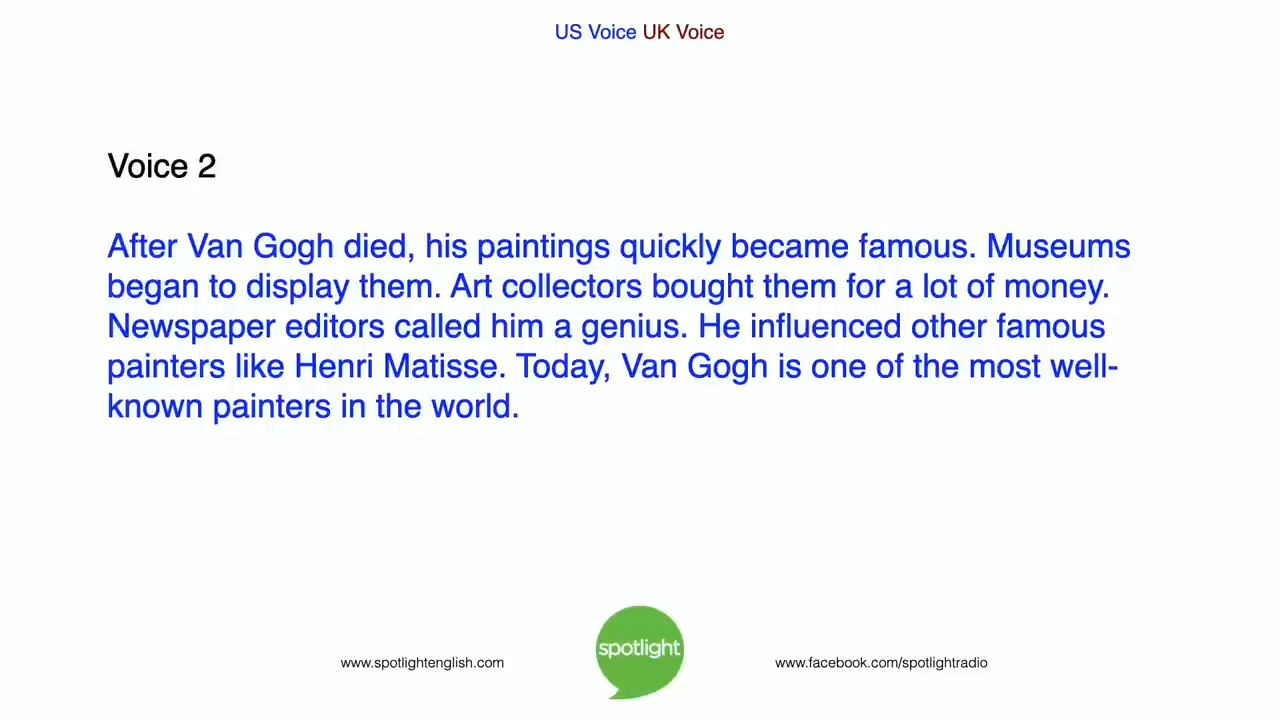 US Voice UK Voice
Voice 2
After Van Gogh died, his paintings quickly became famous. Museums
began to display them. Art collectors bought them for a lot of money.
Newspaper editors called him a genius. He influenced other famous
painters like Henri Matisse. Today, Van Gogh is one of the most well-
known painters in the world.
spotlight
www.spotlightenglish.com
www.facebook.com/spotlightradio